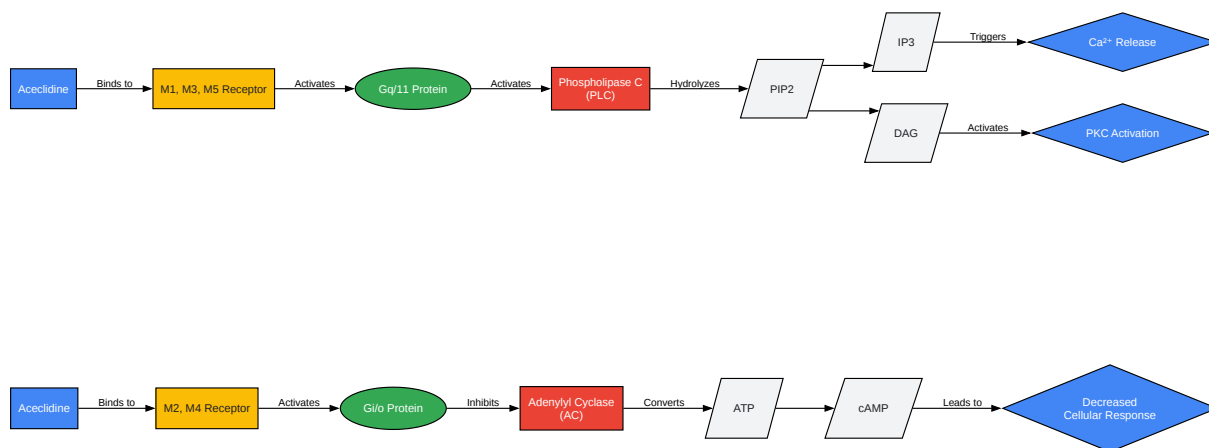 Aceclidine
Binds to
M1, M3, M5 Receptor
Activates
Gq/11 Protein
Activates
Phospholipase C
(PLC)
Hydrolyzes
PIP2
IP3
Triggers
Ca²⁺ Release
DAG
Activates
PKC Activation
Aceclidine
Binds to
M2, M4 Receptor
Activates
Gi/o Protein
Inhibits
Adenylyl Cyclase
(AC)
Converts
ATP
cAMP
Leads to
Decreased
Cellular Response